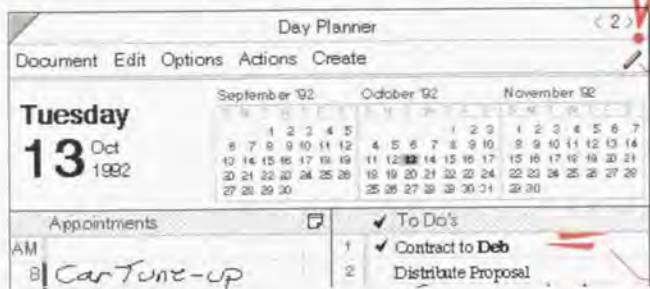 Day Planner < 2 >
Document Edit Options Actions Create
Tuesday
13 Oct 1992
September '92
S M T W T F S
1 2 3 4 5
6 7 8 9 10 11 12
13 14 15 16 17 18 19
20 21 22 23 24 25 26
27 28 29 30
October '92
S M T W T F S
1 2 3
4 5 6 7 8 9 10
11 12 13 14 15 16 17
18 19 20 21 22 23 24
25 26 27 28 29 30 31
November '92
S M T W T F S
1 2 3 4 5 6 7
8 9 10 11 12 13 14
15 16 17 18 19 20 21
22 23 24 25 26 27 28
29 30
Appointments
AM
8 Car Tune-up
✓ To Do's
1 ✓ Contract to Deb
2 Distribute Proposal